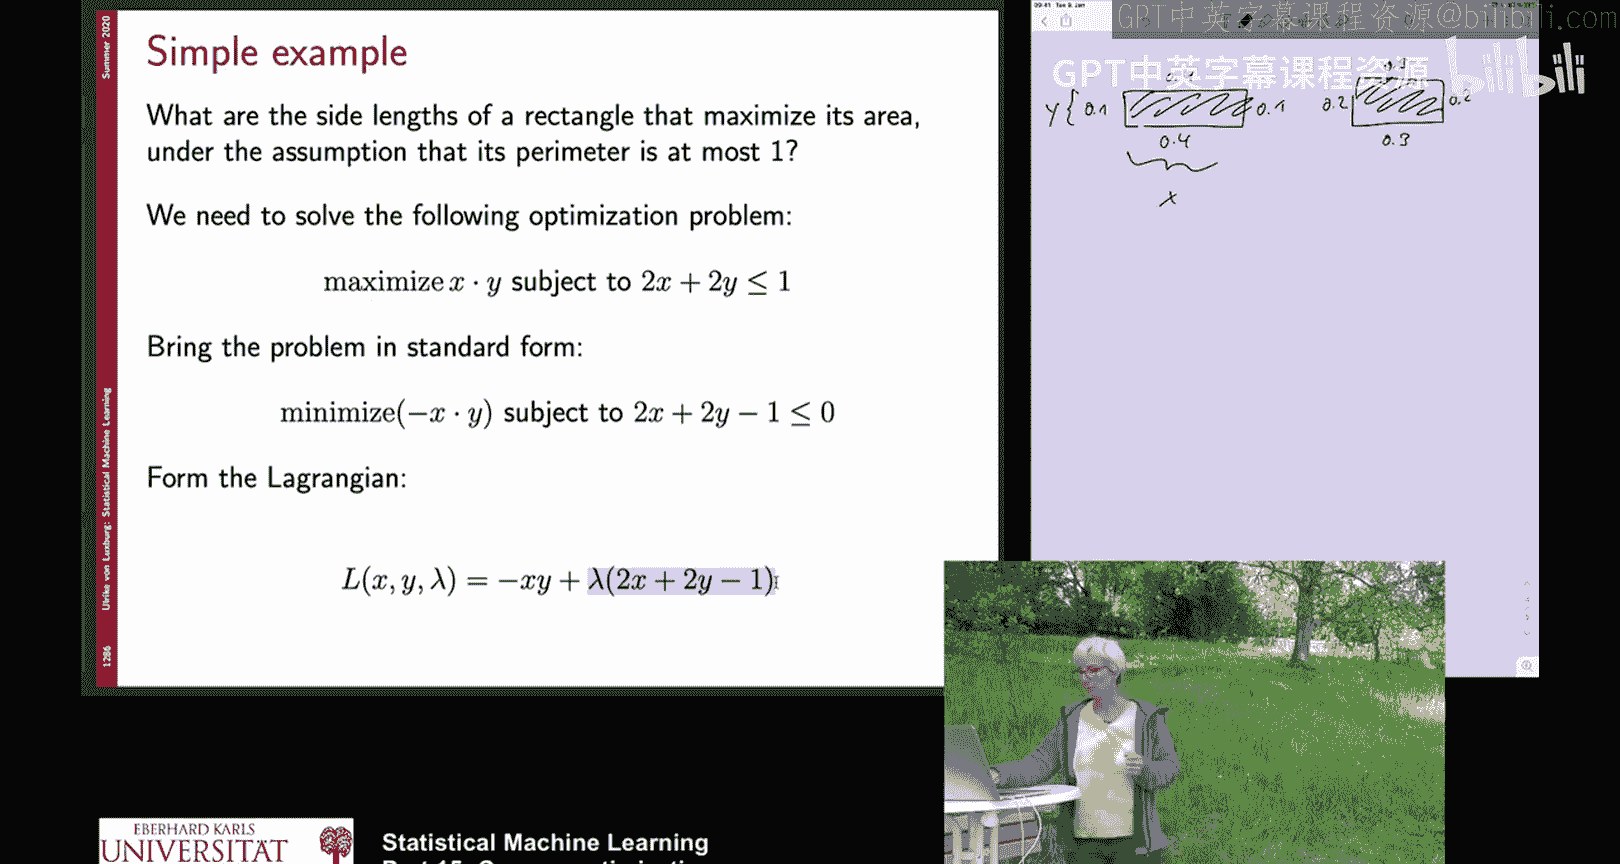 Summer 2020
Simple example
What are the side lengths of a rectangle that maximize its area,
under the assumption that its perimeter is at most 1?
We need to solve the following optimization problem:
maximize x · y subject to 2x + 2y ≤ 1
Bring the problem in standard form:
minimize(−x · y) subject to 2x + 2y − 1 ≤ 0
Form the Lagrangian:
L(x, y, λ) = −xy + λ(2x + 2y − 1)
Ulrike von Luxburg: Statistical Machine Learning
1286
GPT中英字幕课程资源@bilibili.com
GPT中英字幕课程资源 bilibili
y { 0.1 0.1
0.4
x
0.2 0.2
0.3
EBERHARD KARLS
UNIVERSITÄT
Statistical Machine Learning